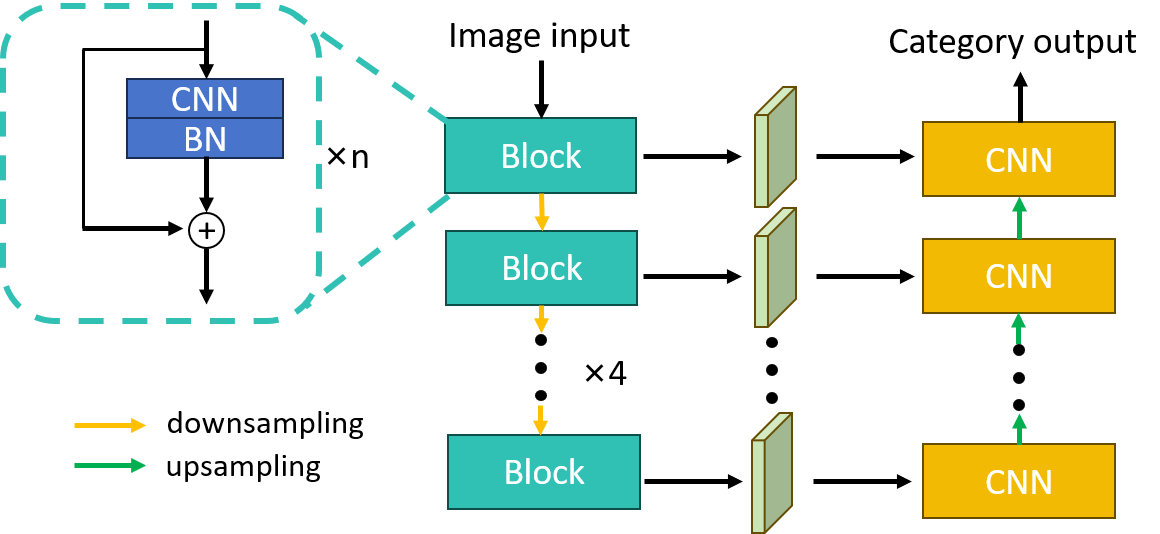 Image input
Category output
CNN
BN
×n
+
Block
CNN
Block
CNN
×4
downsampling
upsampling
Block
CNN